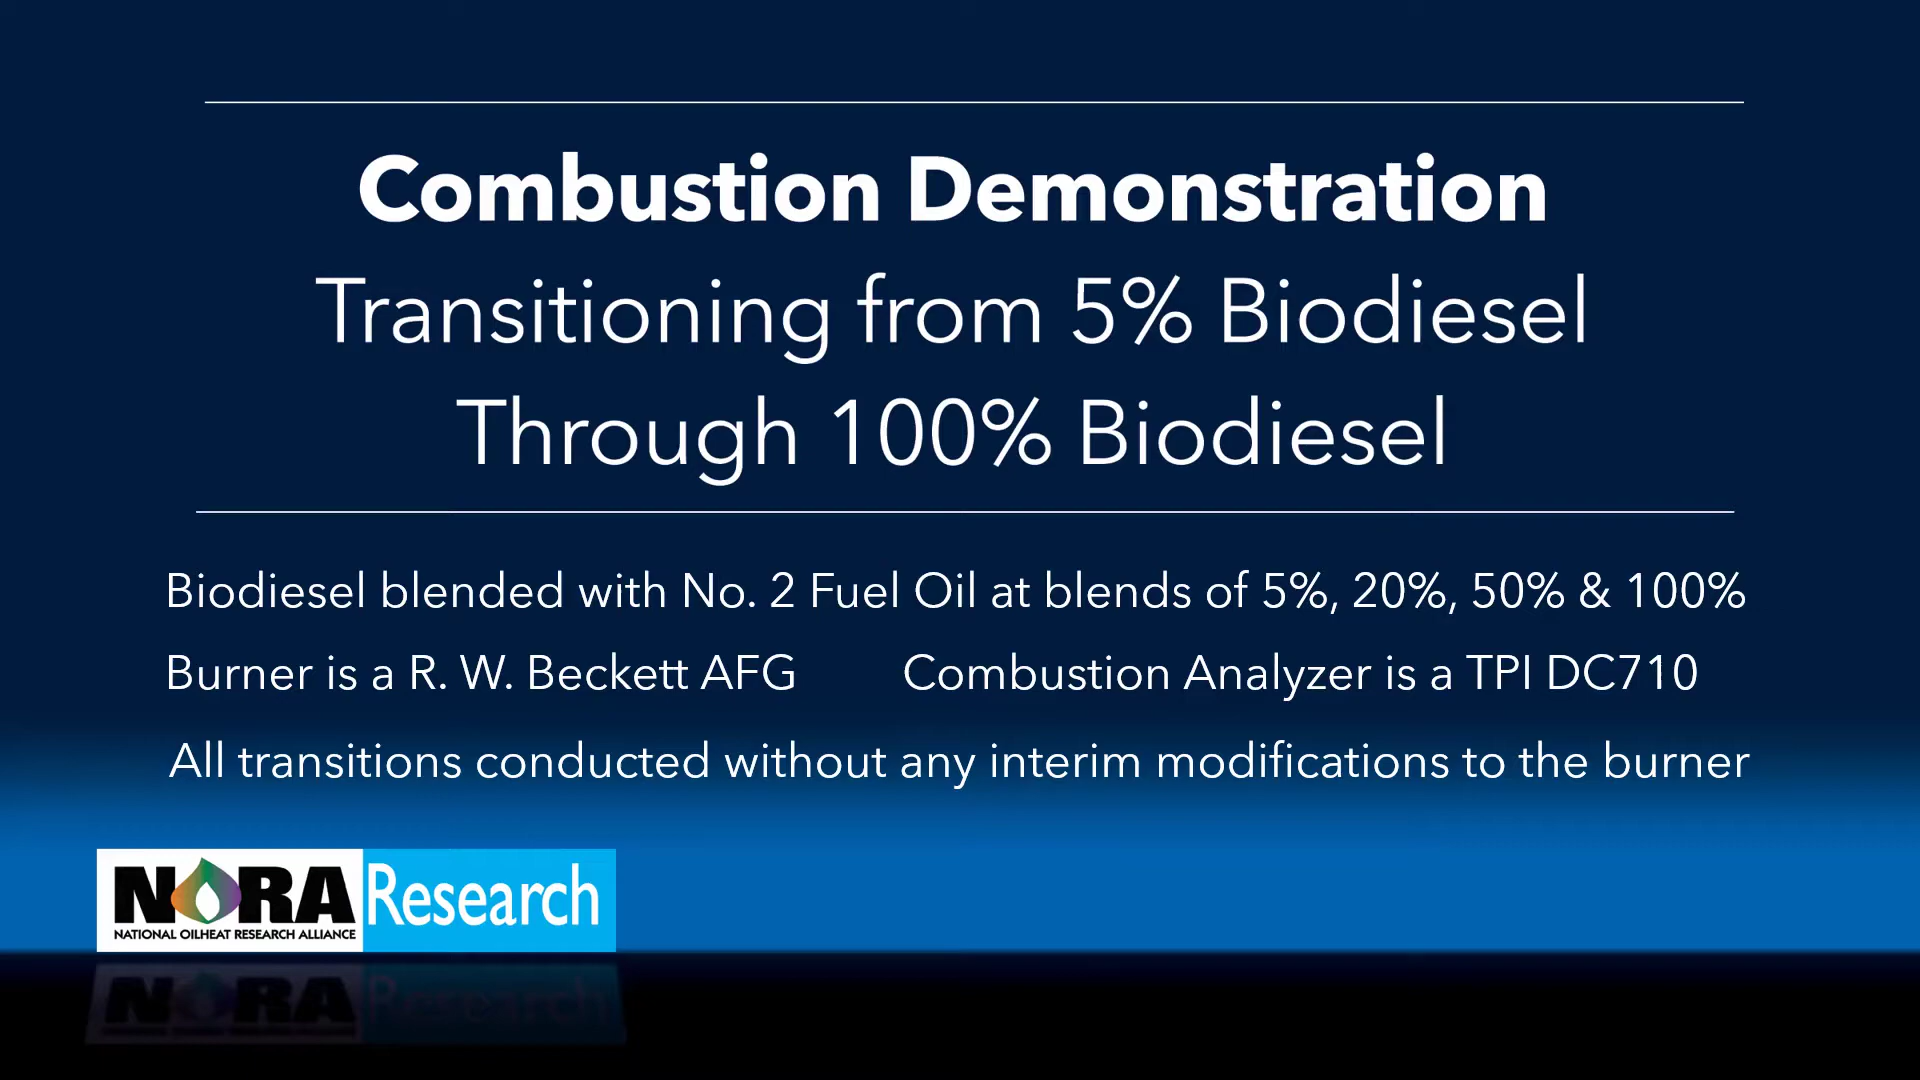 Combustion Demonstration
Transitioning from 5% Biodiesel
Through 100% Biodiesel
Biodiesel blended with No. 2 Fuel Oil at blends of 5%, 20%, 50% & 100%
Burner is a R. W. Beckett AFG
Combustion Analyzer is a TPI DC710
All transitions conducted without any interim modifications to the burner
NORA Research
NATIONAL OILHEAT RESEARCH ALLIANCE